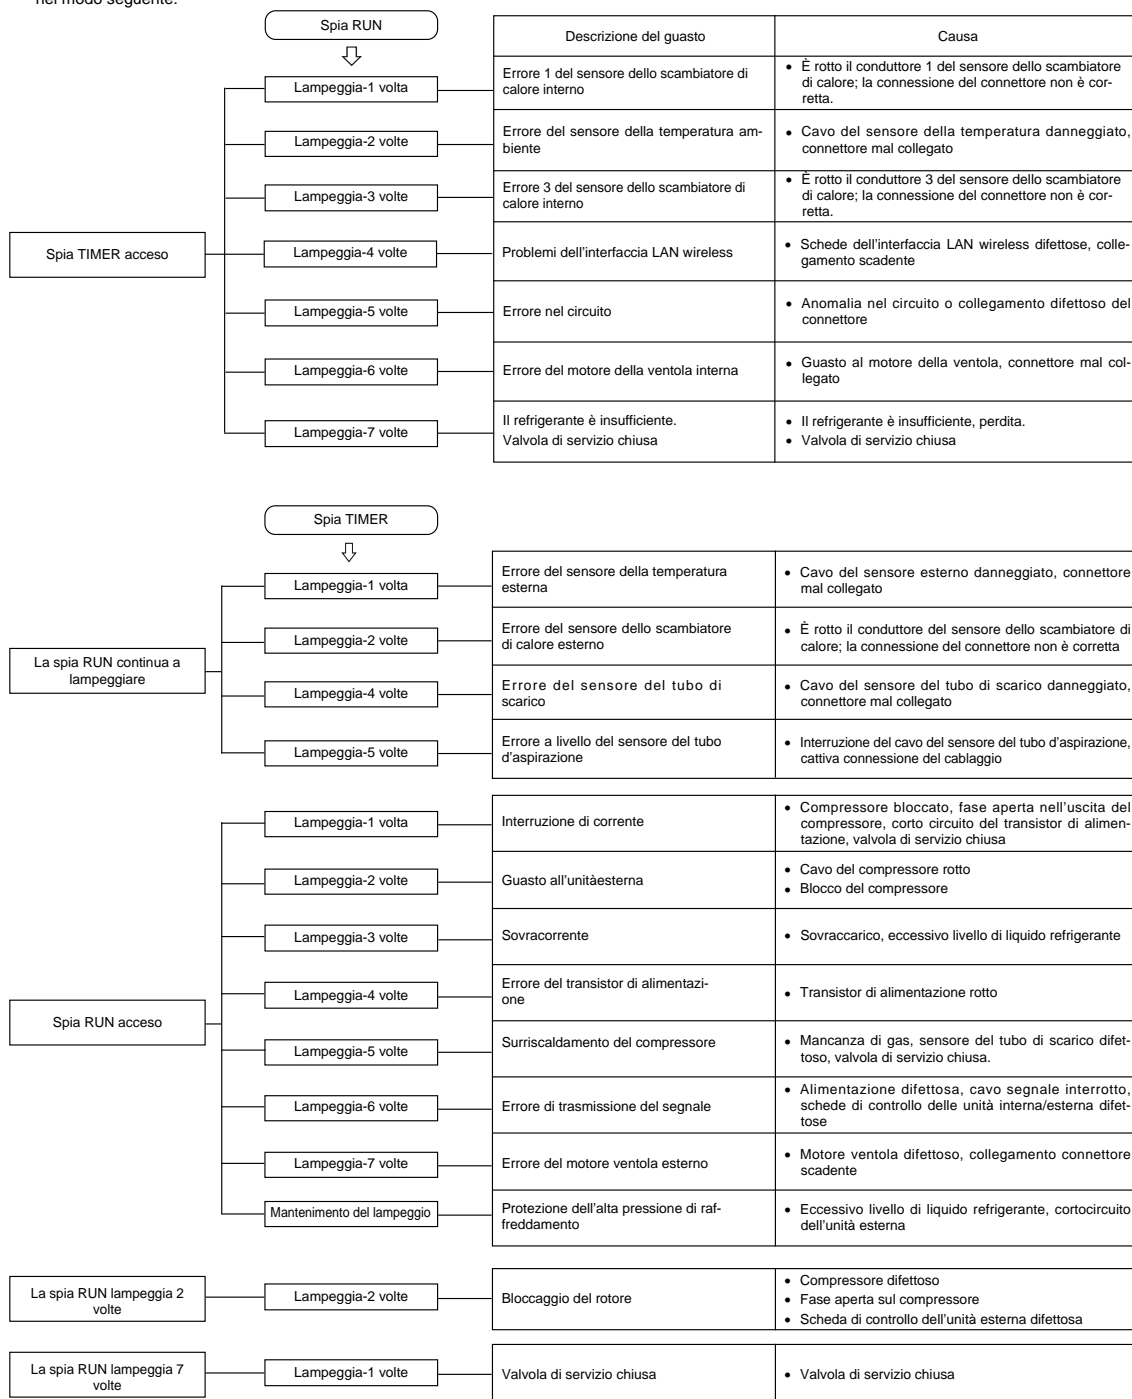 nel modo seguente.
Spia RUN
Descrizione del guasto
Causa
Spia TIMER acceso
Lampeggia-1 volta
Errore 1 del sensore dello scambiatore di
calore interno
• È rotto il conduttore 1 del sensore dello scambiatore
di calore; la connessione del connettore non è cor-
retta.
Lampeggia-2 volte
Errore del sensore della temperatura am-
biente
• Cavo del sensore della temperatura danneggiato,
connettore mal collegato
Lampeggia-3 volte
Errore 3 del sensore dello scambiatore di
calore interno
• È rotto il conduttore 3 del sensore dello scambiatore
di calore; la connessione del connettore non è cor-
retta.
Lampeggia-4 volte
Problemi dell'interfaccia LAN wireless
• Schede dell'interfaccia LAN wireless difettose, colle-
gamento scadente
Lampeggia-5 volte
Errore nel circuito
• Anomalia nel circuito o collegamento difettoso del
connettore
Lampeggia-6 volte
Errore del motore della ventola interna
• Guasto al motore della ventola, connettore mal col-
legato
Lampeggia-7 volte
Il refrigerante è insufficiente.
Valvola di servizio chiusa
• Il refrigerante è insufficiente, perdita.
• Valvola di servizio chiusa
Spia TIMER
La spia RUN continua a
lampeggiare
Lampeggia-1 volta
Errore del sensore della temperatura
esterna
• Cavo del sensore esterno danneggiato, connettore
mal collegato
Lampeggia-2 volte
Errore del sensore dello scambiatore
di calore esterno
• È rotto il conduttore del sensore dello scambiatore di
calore; la connessione del connettore non è corretta
Lampeggia-4 volte
Errore del sensore del tubo di
scarico
• Cavo del sensore del tubo di scarico danneggiato,
connettore mal collegato
Lampeggia-5 volte
Errore a livello del sensore del tubo
d'aspirazione
• Interruzione del cavo del sensore del tubo d'aspirazione,
cattiva connessione del cablaggio
Spia RUN acceso
Lampeggia-1 volta
Interruzione di corrente
• Compressore bloccato, fase aperta nell'uscita del
compressore, corto circuito del transistor di alimen-
tazione, valvola di servizio chiusa
Lampeggia-2 volte
Guasto all'unitàesterna
• Cavo del compressore rotto
• Blocco del compressore
Lampeggia-3 volte
Sovracorrente
• Sovraccarico, eccessivo livello di liquido refrigerante
Lampeggia-4 volte
Errore del transistor di alimentazi-
one
• Transistor di alimentazione rotto
Lampeggia-5 volte
Surriscaldamento del compressore
• Mancanza di gas, sensore del tubo di scarico difet-
toso, valvola di servizio chiusa.
Lampeggia-6 volte
Errore di trasmissione del segnale
• Alimentazione difettosa, cavo segnale interrotto,
schede di controllo delle unità interna/esterna difet-
tose
Lampeggia-7 volte
Errore del motore ventola esterno
• Motore ventola difettoso, collegamento connettore
scadente
Mantenimento del lampeggio
Protezione dell'alta pressione di raf-
freddamento
• Eccessivo livello di liquido refrigerante, cortocircuito
dell'unità esterna
La spia RUN lampeggia 2
volte
Lampeggia-2 volte
Bloccaggio del rotore
• Compressore difettoso
• Fase aperta sul compressore
• Scheda di controllo dell'unità esterna difettosa
La spia RUN lampeggia 7
volte
Lampeggia-1 volta
Valvola di servizio chiusa
• Valvola di servizio chiusa